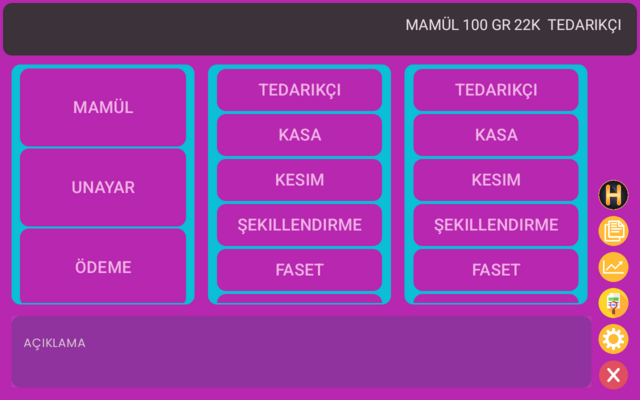 MAMÜL 100 GR 22K TEDARIKÇI
MAMÜL
UNAYAR
ÖDEME
TEDARIKÇI
KASA
KESIM
ŞEKILLENDIRME
FASET
TEDARIKÇI
KASA
KESIM
ŞEKILLENDIRME
FASET
H
AÇIKLAMA